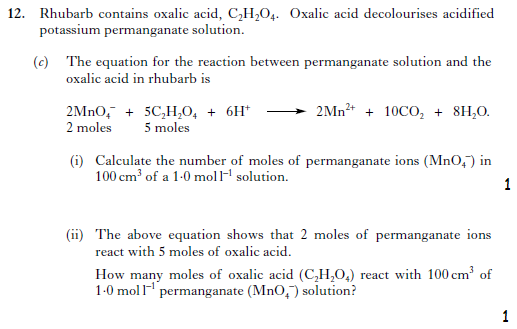 12. Rhubarb contains oxalic acid, C₂H₂O₄. Oxalic acid decolourises acidified
potassium permanganate solution.
(c) The equation for the reaction between permanganate solution and the
oxalic acid in rhubarb is
2MnO₄⁻ + 5C₂H₂O₄ + 6H⁺ ⟶ 2Mn²⁺ + 10CO₂ + 8H₂O.
2 moles 5 moles
(i) Calculate the number of moles of permanganate ions (MnO₄⁻) in
100 cm³ of a 1·0 mol l⁻¹ solution.
1
(ii) The above equation shows that 2 moles of permanganate ions
react with 5 moles of oxalic acid.
How many moles of oxalic acid (C₂H₂O₄) react with 100 cm³ of
1·0 mol l⁻¹ permanganate (MnO₄⁻) solution?
1